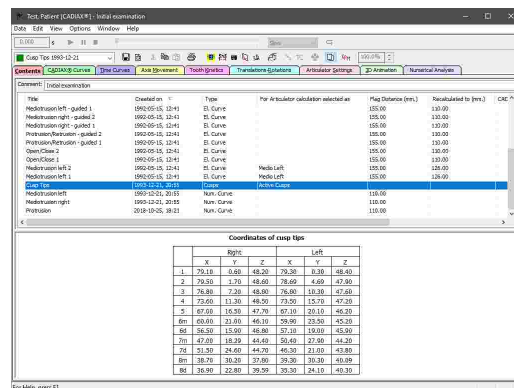 Test, Patient [CADIAX®] - Initial examination
Data Edit View Options Window Help
0.000 s Slow
Cusp Tips 1993-12-21 100.0%
Contents CADIAX® Curves Time Curves Axis Movement Tooth Kinetics Translations-Rotations Articulator Settings 3D Animation Numerical Analysis
Comment: Initial examination
Title Created on Type For Articulator calculation selected as Flag Distance (mm.) Recalculated to (mm.)
Mediotrusion left - guided 1 1992-05-15, 12:41 El. Curve 155.00 110.00
Mediotrusion right - guided 2 1992-05-15, 12:41 El. Curve 155.00 110.00
Mediotrusion right - guided 1 1992-05-15, 12:41 El. Curve 155.00 110.00
Protrusion/Retrusion - guided 2 1992-05-15, 12:41 El. Curve 155.00 110.00
Protrusion/Retrusion - guided 1 1992-05-15, 12:41 El. Curve 155.00 110.00
Open/Close 2 1992-05-15, 12:41 El. Curve 155.00 110.00
Open/Close 1 1992-05-15, 12:41 El. Curve 155.00 110.00
Mediotrusion left 2 1992-05-15, 12:41 El. Curve Medio Left 155.00 126.00
Mediotrusion left 1 1992-05-15, 12:41 El. Curve Medio Left 155.00 126.00
Cusp Tips 1993-12-21, 20:55 Cusps Active Cusps
Mediotrusion left 1993-12-21, 20:55 Num. Curve 110.00
Mediotrusion right 1993-12-21, 20:55 Num. Curve 110.00
Protrusion 2018-10-25, 18:21 Num. Curve 110.00
Coordinates of cusp tips
Right Left
X Y Z X Y Z
1 79.10 0.60 48.20 79.30 0.30 48.40
2 79.50 1.70 48.60 78.69 4.69 47.90
3 76.80 7.20 48.80 76.80 10.30 47.60
4 73.60 11.30 48.50 73.50 15.70 47.20
5 67.00 16.50 47.70 67.10 20.10 46.20
6m 60.00 21.00 46.10 59.90 23.50 45.20
6d 56.50 15.90 46.80 57.10 19.00 45.90
7m 47.00 18.29 44.40 50.40 27.90 44.20
7d 51.50 24.60 44.70 46.30 21.00 43.80
8m 38.70 30.20 37.80 39.30 30.30 40.09
8d 36.90 22.80 39.59 35.30 24.10 40.30
For Help, press F1